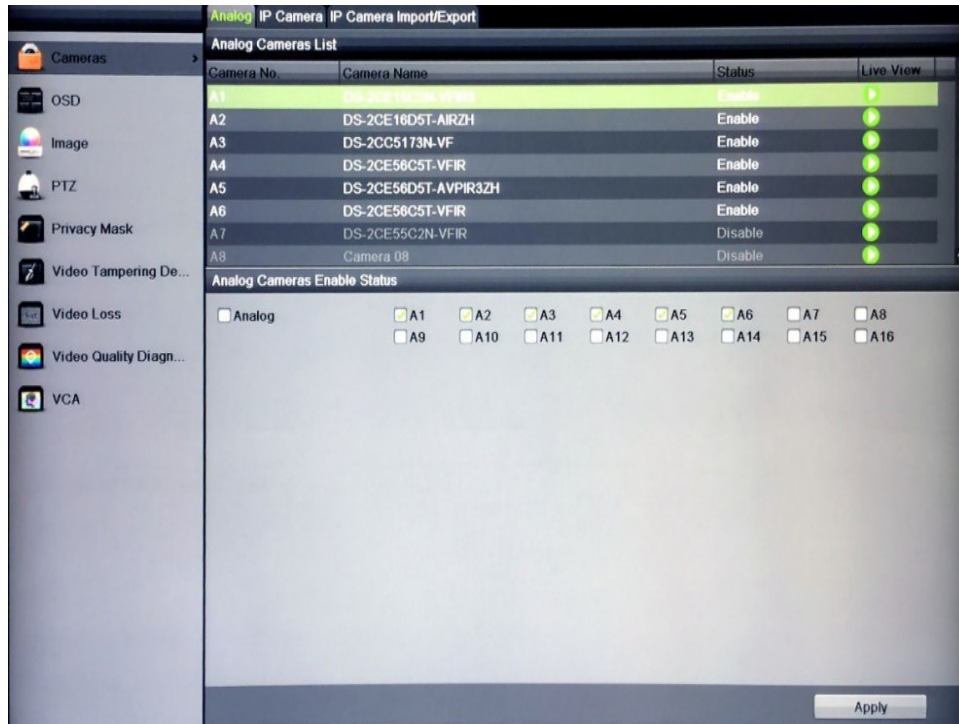 Analog IP Camera IP Camera Import/Export
Cameras
OSD
Image
PTZ
Privacy Mask
Video Tampering De...
Video Loss
Video Quality Diagn...
VCA
Analog Cameras List
Camera No. Camera Name Status Live View
A1 Enable
A2 DS-2CE16D5T-AIRZH Enable
A3 DS-2CC5173N-VF Enable
A4 DS-2CE56C5T-VFIR Enable
A5 DS-2CE56D5T-AVPIR3ZH Enable
A6 DS-2CE56C5T-VFIR Enable
A7 DS-2CE55C2N-VFIR Disable
A8 Camera 08 Disable
Analog Cameras Enable Status
Analog A1 A2 A3 A4 A5 A6 A7 A8
A9 A10 A11 A12 A13 A14 A15 A16
Apply